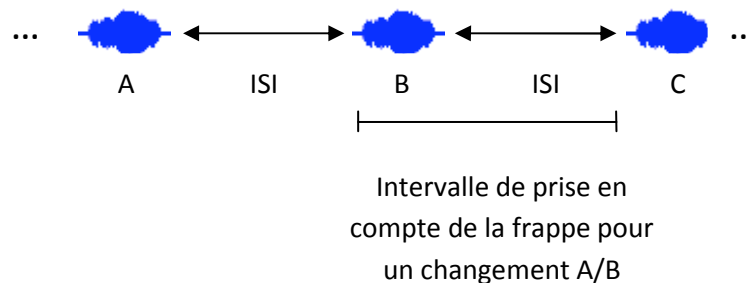 ... ..
A ISI B ISI C
Intervalle de prise en
compte de la frappe pour
un changement A/B